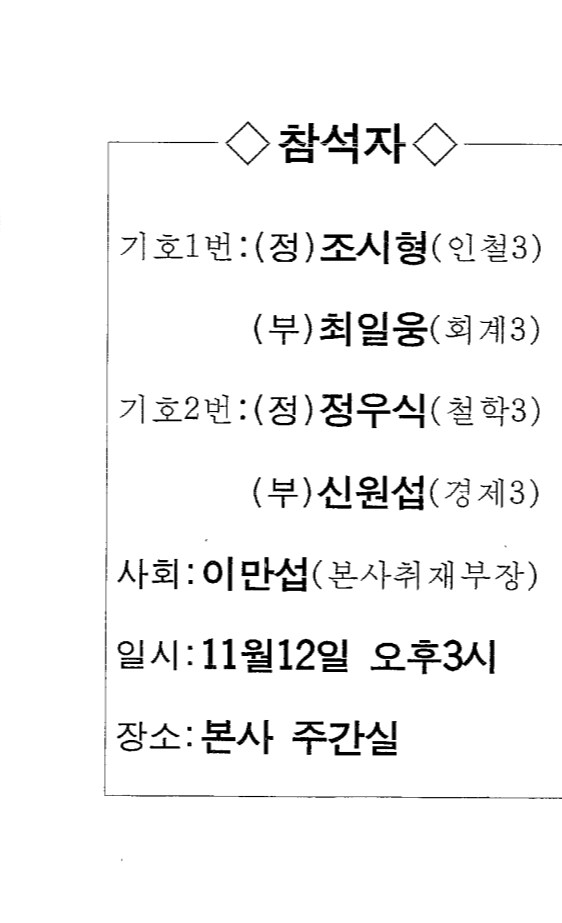 ◇참석자◇
기호1번:(정)조시형(인철3)
(부)최일웅(회계3)
기호2번:(정)정우식(철학3)
(부)신원섭(경제3)
사회:이만섭(본사취재부장)
일시:11월12일 오후3시
장소:본사 주간실